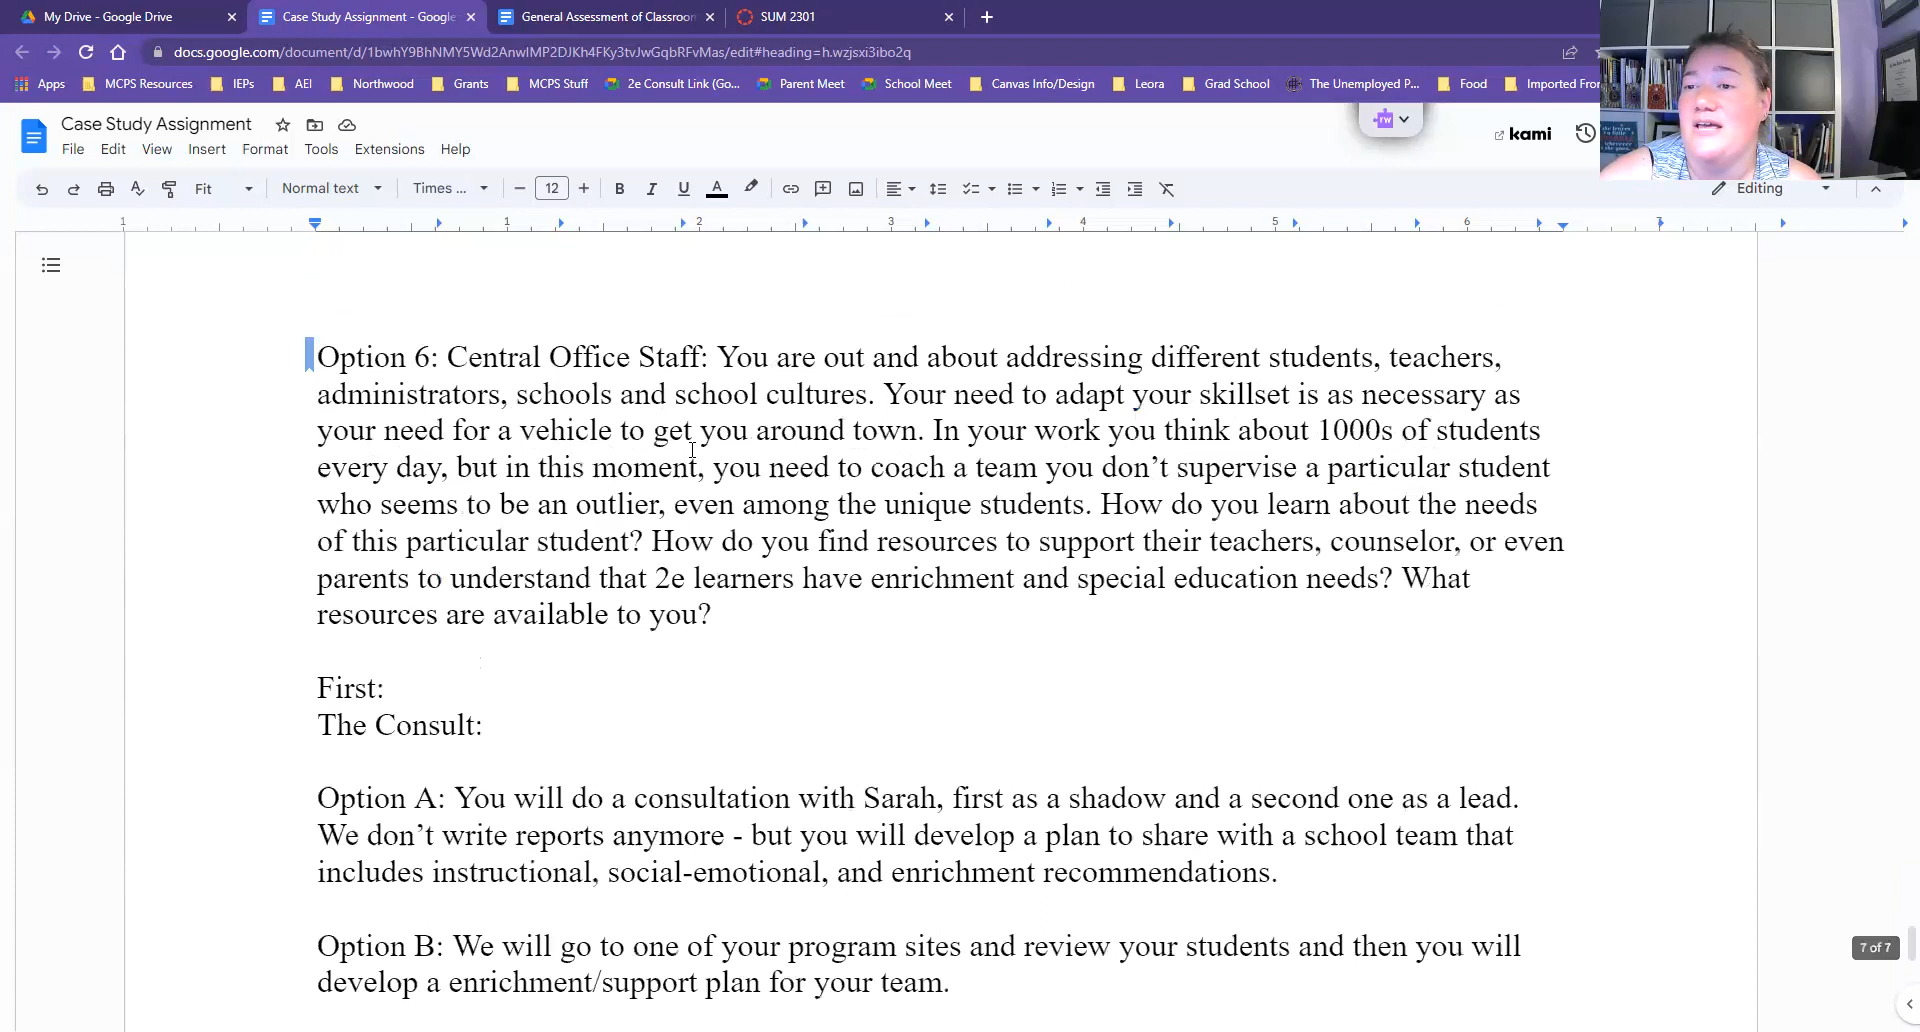 My Drive - Google Drive
Case Study Assignment - Google
General Assessment of Classroom
SUM 2301
docs.google.com/document/d/1bwhY9BhNMY5Wd2AnwIMP2DJKh4FKy3tvJwGqbRFvMas/edit#heading=h.wzjsxi3ibo2q
Apps MCPS Resources IEPs AEI Northwood Grants MCPS Stuff 2e Consult Link (Go... Parent Meet School Meet Canvas Info/Design Leora Grad School The Unemployed P... Food Imported Fro
Case Study Assignment
rw
kami
File Edit View Insert Format Tools Extensions Help
Fit Normal text Times ... 12 B I U A Editing
1 1 2 3 4 5 6 7
Option 6: Central Office Staff: You are out and about addressing different students, teachers,
administrators, schools and school cultures. Your need to adapt your skillset is as necessary as
your need for a vehicle to get you around town. In your work you think about 1000s of students
every day, but in this moment, you need to coach a team you don’t supervise a particular student
who seems to be an outlier, even among the unique students. How do you learn about the needs
of this particular student? How do you find resources to support their teachers, counselor, or even
parents to understand that 2e learners have enrichment and special education needs? What
resources are available to you?
First:
The Consult:
Option A: You will do a consultation with Sarah, first as a shadow and a second one as a lead.
We don’t write reports anymore - but you will develop a plan to share with a school team that
includes instructional, social-emotional, and enrichment recommendations.
Option B: We will go to one of your program sites and review your students and then you will
develop a enrichment/support plan for your team.
7 of 7